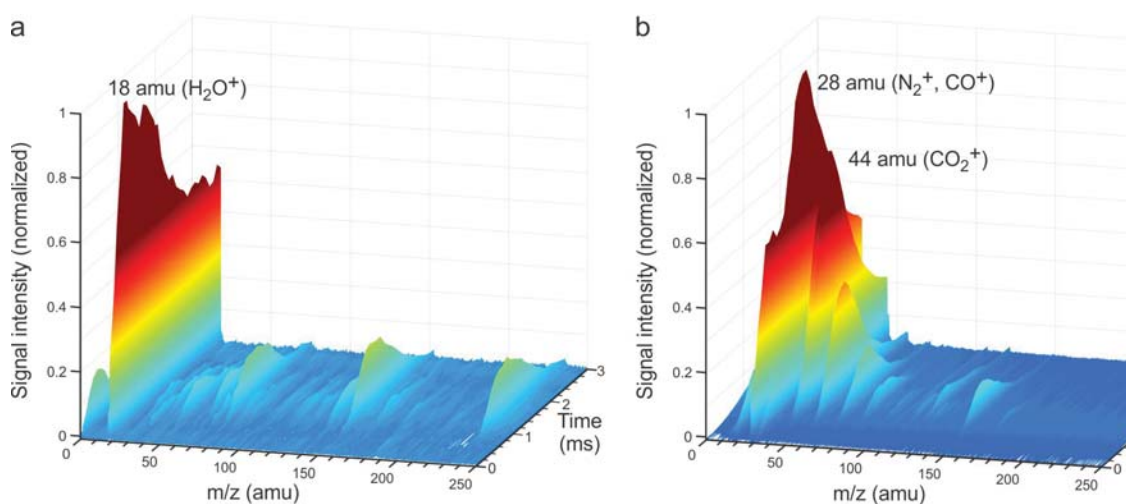 a
18 amu (H₂O⁺)
Signal intensity (normalized)
1
0.8
0.6
0.4
0.2
0
0
50
100
150
200
250
m/z (amu)
0
1
2
3
Time
(ms)
b
28 amu (N₂⁺, CO⁺)
44 amu (CO₂⁺)
Signal intensity (normalized)
1
0.8
0.6
0.4
0.2
0
0
50
100
150
200
250
m/z (amu)
0